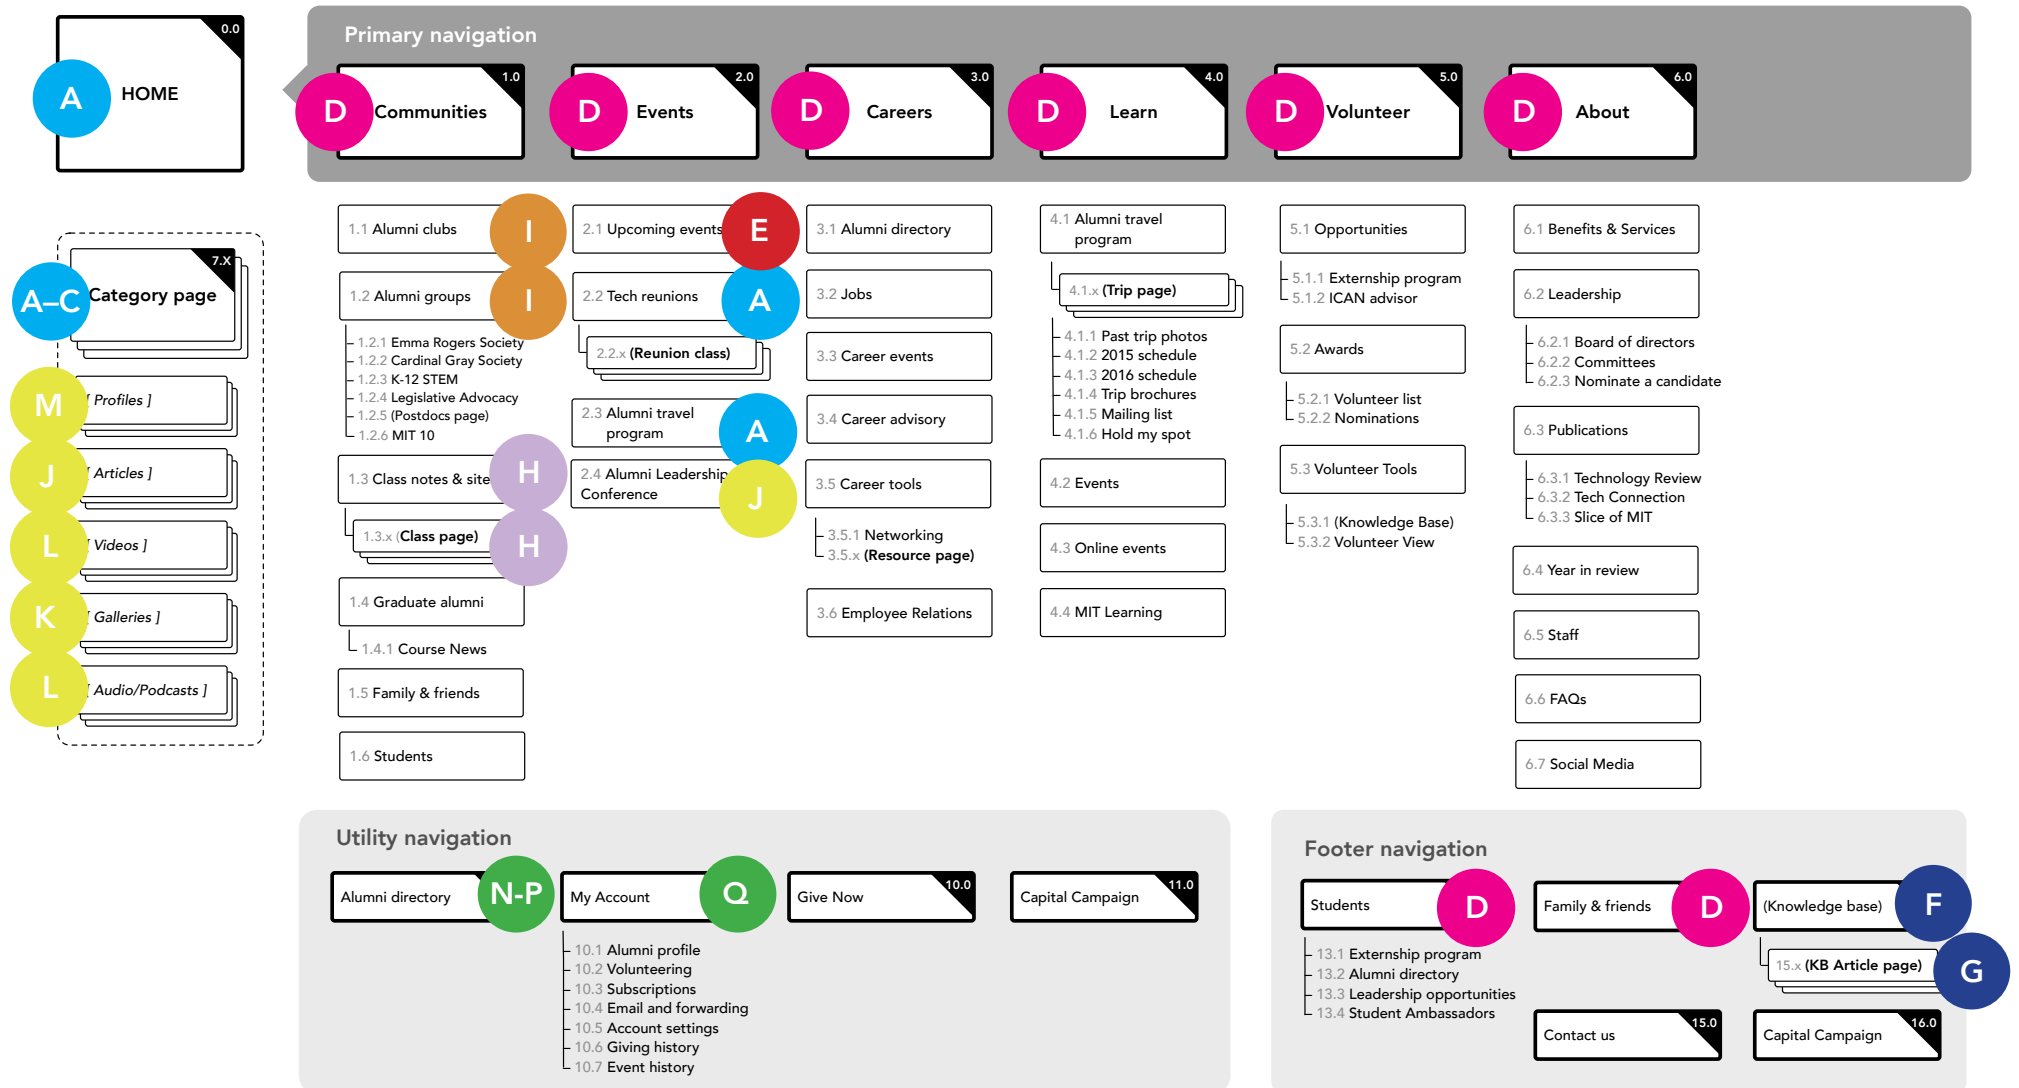 0.0
A
HOME
Primary navigation
D
1.0
Communities
D
2.0
Events
D
3.0
Careers
D
4.0
Learn
D
5.0
Volunteer
D
6.0
About
7.X
A–C
Category page
M
[ Profiles ]
J
[ Articles ]
L
[ Videos ]
K
[ Galleries ]
L
[ Audio/Podcasts ]
1.1 Alumni clubs
I
1.2 Alumni groups
I
1.2.1 Emma Rogers Society
1.2.2 Cardinal Gray Society
1.2.3 K-12 STEM
1.2.4 Legislative Advocacy
1.2.5 (Postdocs page)
1.2.6 MIT 10
1.3 Class notes & site
H
1.3.x (Class page)
H
1.4 Graduate alumni
1.4.1 Course News
1.5 Family & friends
1.6 Students
2.1 Upcoming events
E
2.2 Tech reunions
A
2.2.x (Reunion class)
2.3 Alumni travel
program
A
2.4 Alumni Leadership
Conference
J
3.1 Alumni directory
3.2 Jobs
3.3 Career events
3.4 Career advisory
3.5 Career tools
3.5.1 Networking
3.5.x (Resource page)
3.6 Employee Relations
4.1 Alumni travel
program
4.1.x (Trip page)
4.1.1 Past trip photos
4.1.2 2015 schedule
4.1.3 2016 schedule
4.1.4 Trip brochures
4.1.5 Mailing list
4.1.6 Hold my spot
4.2 Events
4.3 Online events
4.4 MIT Learning
5.1 Opportunities
5.1.1 Externship program
5.1.2 ICAN advisor
5.2 Awards
5.2.1 Volunteer list
5.2.2 Nominations
5.3 Volunteer Tools
5.3.1 (Knowledge Base)
5.3.2 Volunteer View
6.1 Benefits & Services
6.2 Leadership
6.2.1 Board of directors
6.2.2 Committees
6.2.3 Nominate a candidate
6.3 Publications
6.3.1 Technology Review
6.3.2 Tech Connection
6.3.3 Slice of MIT
6.4 Year in review
6.5 Staff
6.6 FAQs
6.7 Social Media
Utility navigation
Alumni directory
N-P
My Account
Q
10.1 Alumni profile
10.2 Volunteering
10.3 Subscriptions
10.4 Email and forwarding
10.5 Account settings
10.6 Giving history
10.7 Event history
Give Now
10.0
Capital Campaign
11.0
Footer navigation
Students
D
13.1 Externship program
13.2 Alumni directory
13.3 Leadership opportunities
13.4 Student Ambassadors
Family & friends
D
(Knowledge base)
F
15.x (KB Article page)
G
Contact us
15.0
Capital Campaign
16.0